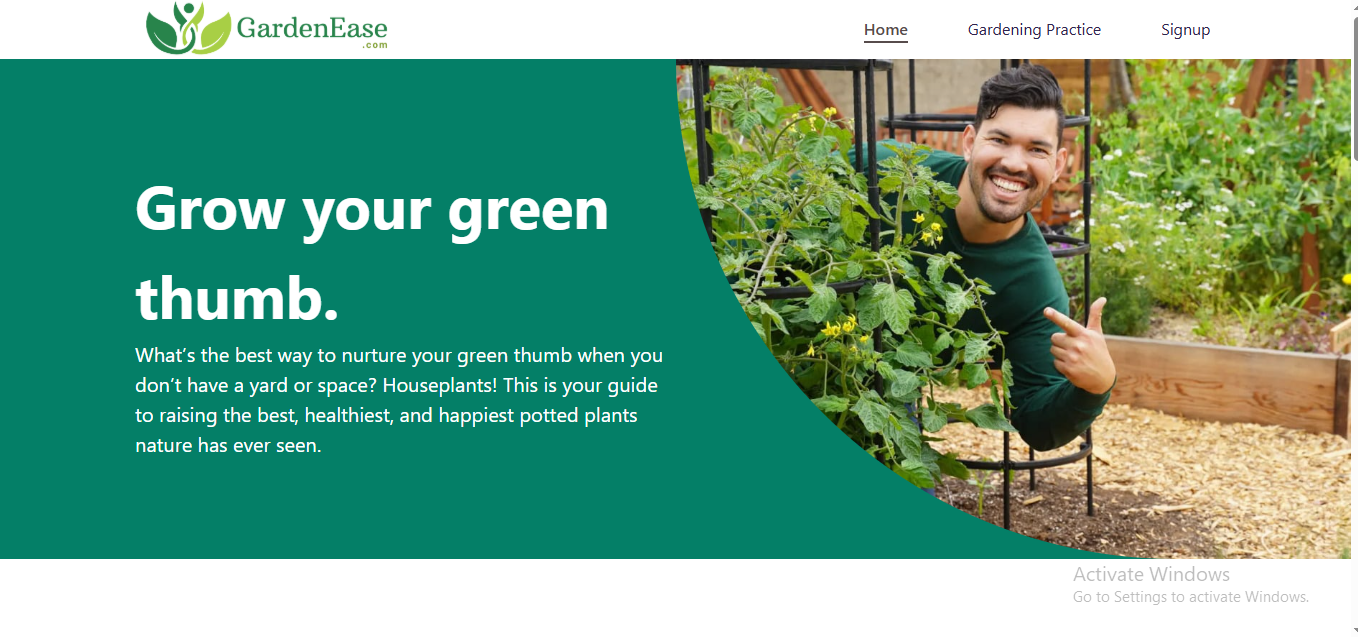 GardenEase
.com
Home
Gardening Practice
Signup
Grow your green
thumb.
What’s the best way to nurture your green thumb when you
don’t have a yard or space? Houseplants! This is your guide
to raising the best, healthiest, and happiest potted plants
nature has ever seen.
Activate Windows
Go to Settings to activate Windows.